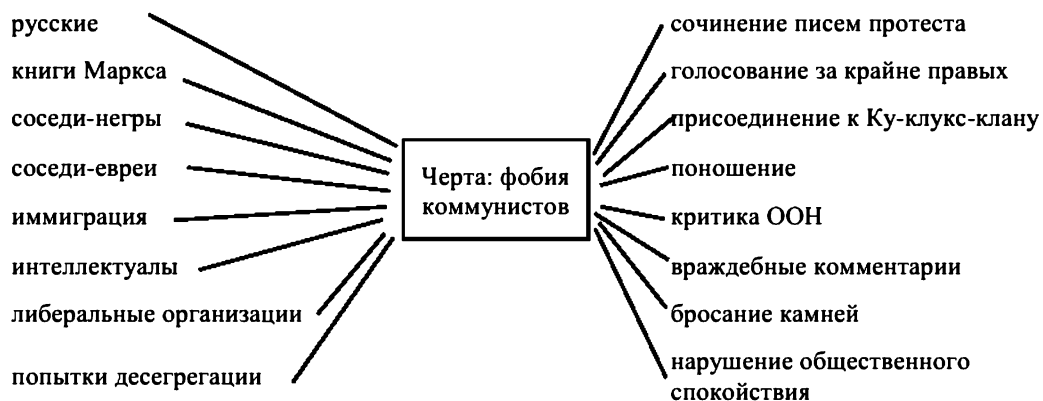 русские
книги Маркса
соседи-негры
соседи-евреи
иммиграция
интеллектуалы
либеральные организации
попытки десегрегации
Черта: фобия
коммунистов
сочинение писем протеста
голосование за крайне правых
присоединение к Ку-клукс-клану
поношение
критика ООН
враждебные комментарии
бросание камней
нарушение общественного
спокойствия